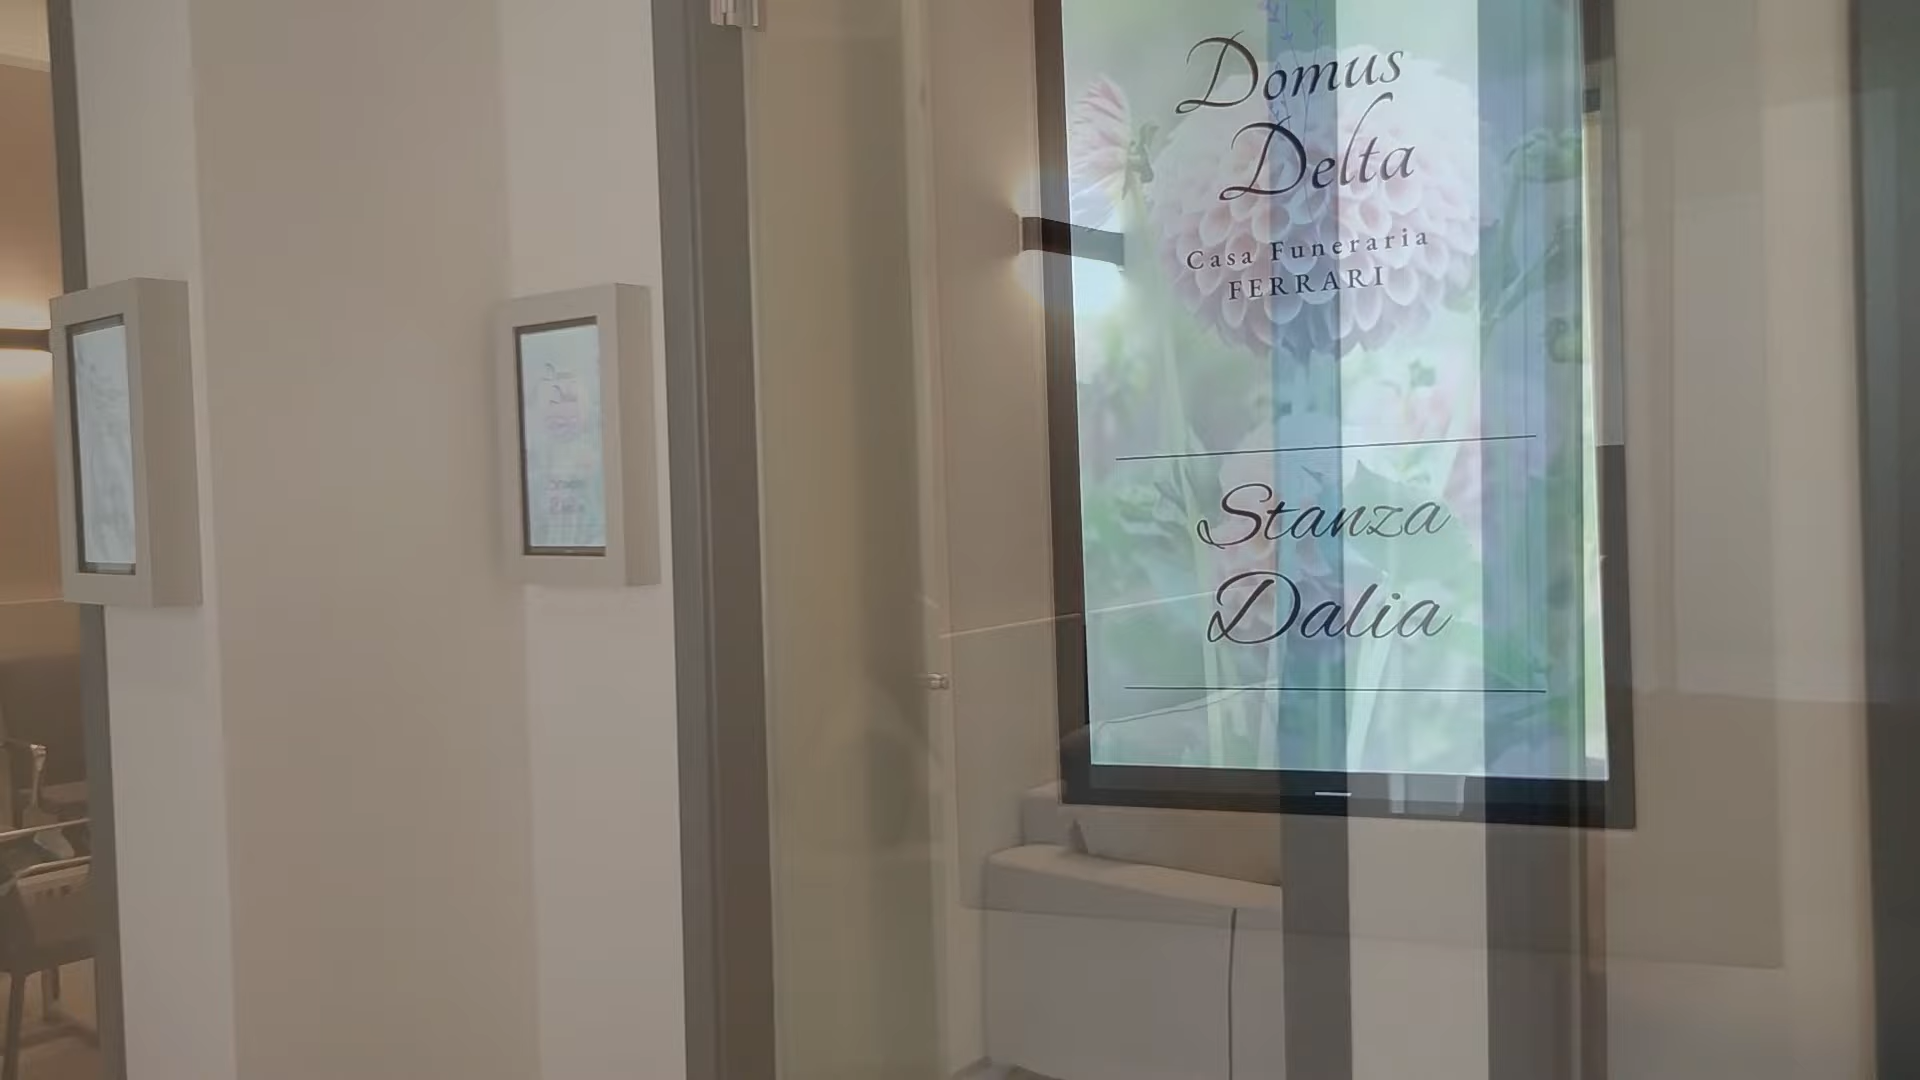 Domus
Delta
Casa Funeraria
FERRARI
Stanza
Dalia